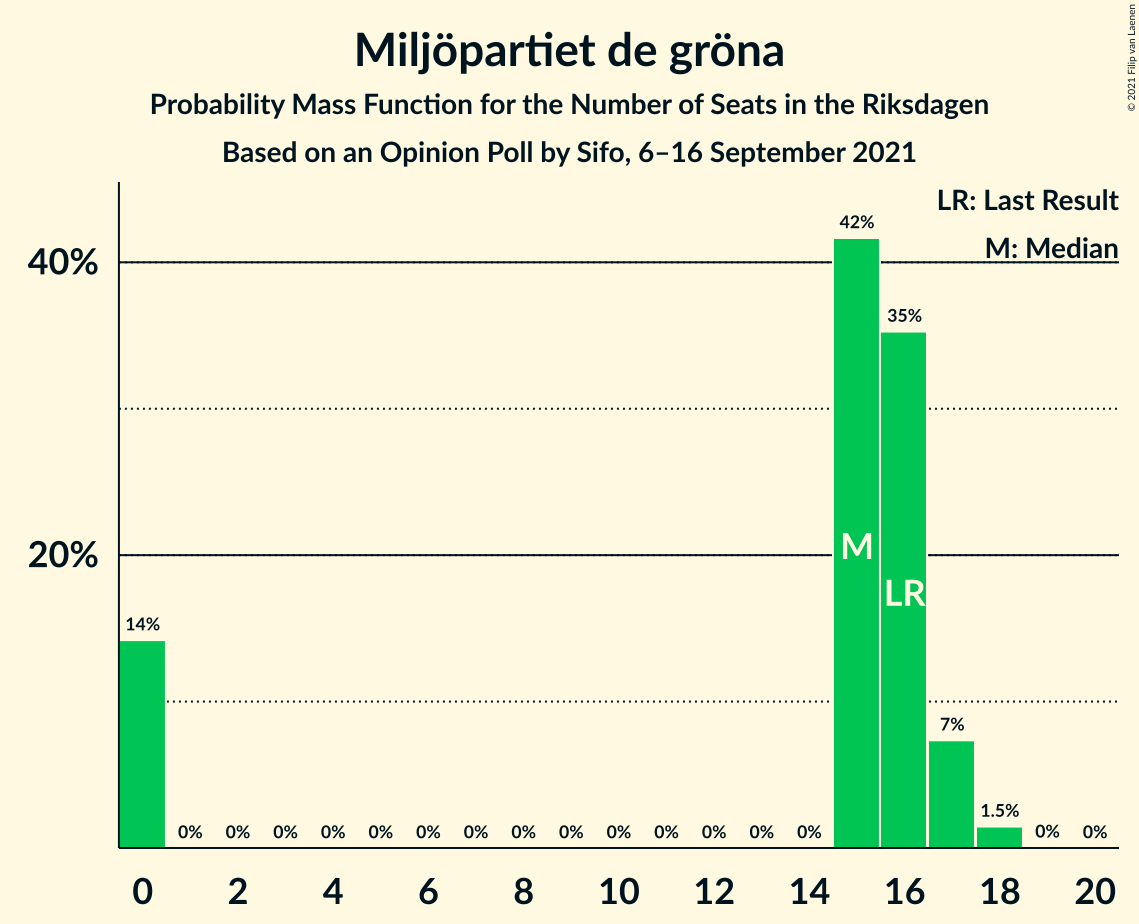 © 2021 Filip van Laenen
Miljöpartiet de gröna
Probability Mass Function for the Number of Seats in the Riksdagen
Based on an Opinion Poll by Sifo, 6–16 September 2021
LR: Last Result
M: Median
42%
35%
14%
7%
1.5%
0% 0% 0% 0% 0% 0% 0% 0% 0% 0% 0% 0% 0% 0% 0% 0%
M
LR
40%
20%
0 2 4 6 8 10 12 14 16 18 20